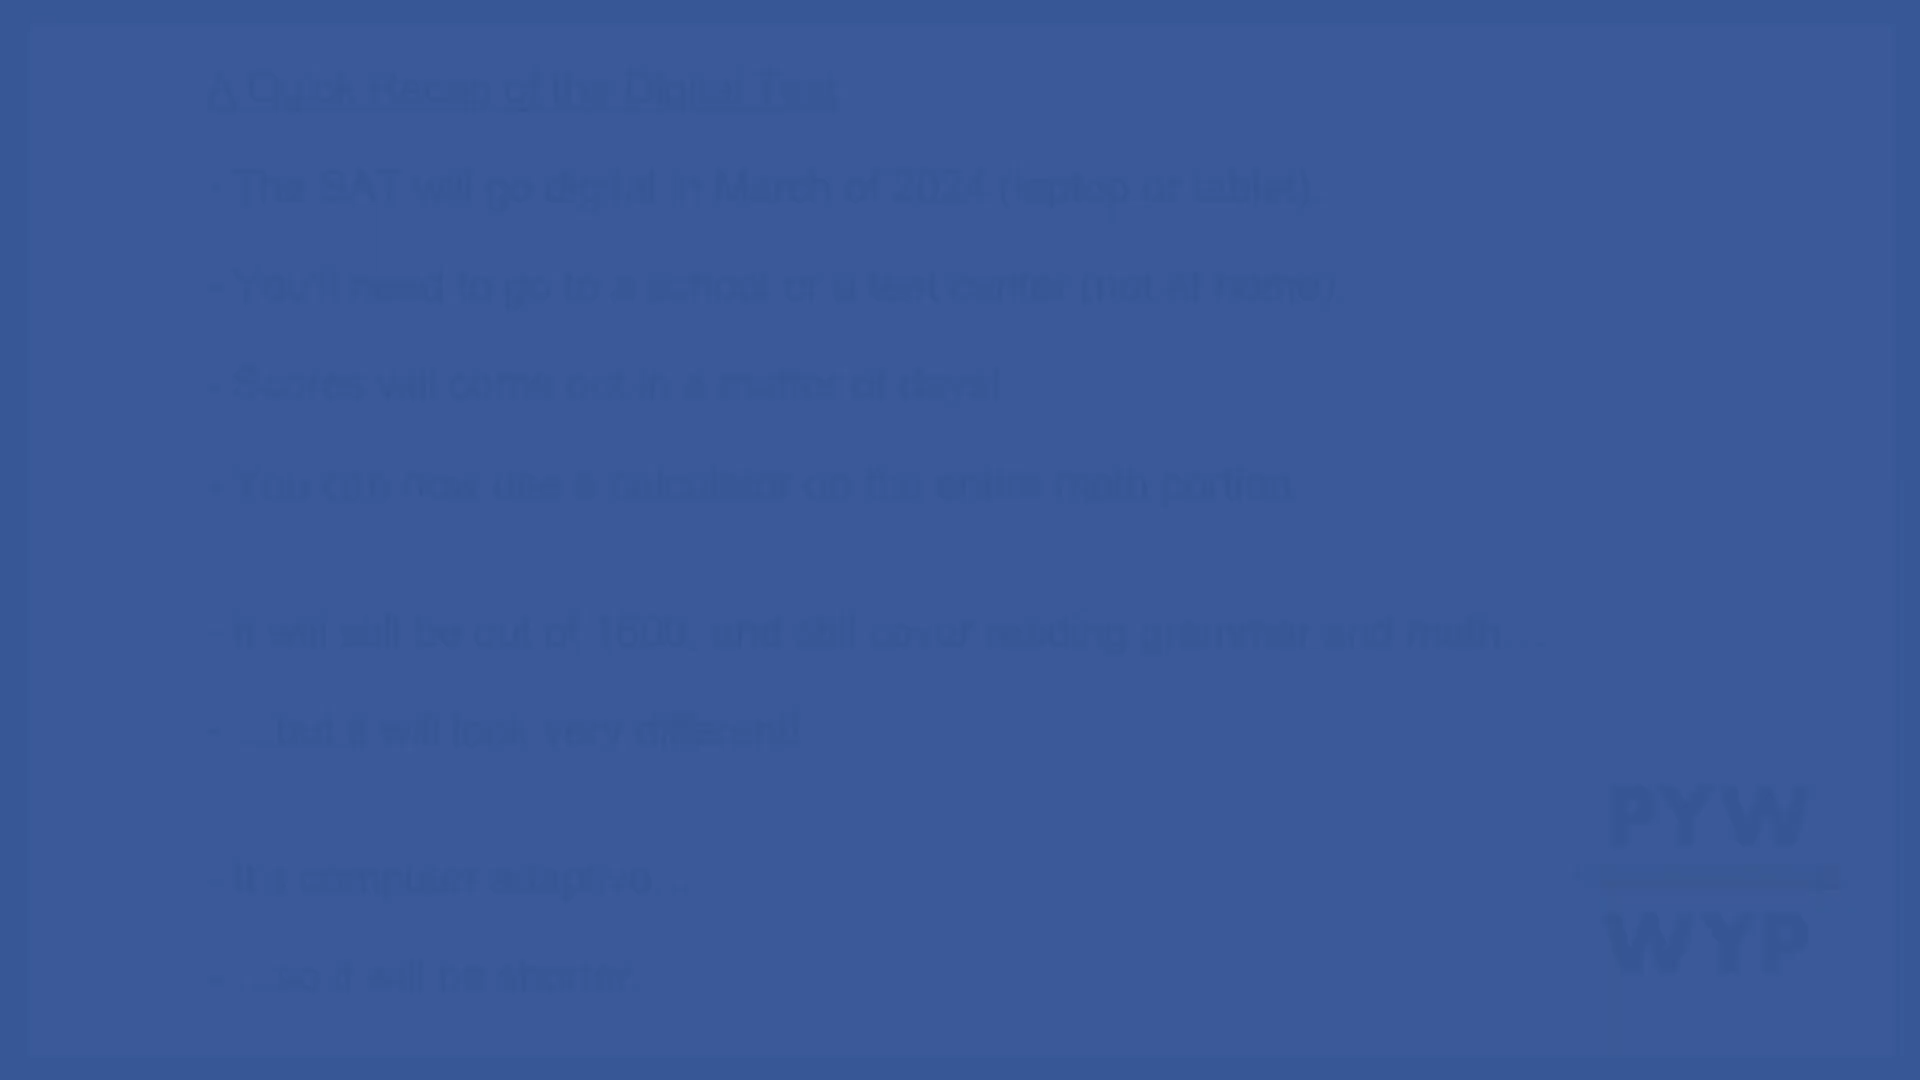 A Quick Recap of the Digital Test
- The SAT will go digital in March of 2024 (laptop or tablet).
- You'll need to go to a school or a test center (not at home)
- Scores will come out in a matter of days!
- You can now use a calculator on the entire math portion.
- It will still be out of 1600, and still cover reading grammar and math…
- …but it will look very different!
- It's computer adaptive…
- …so it will be shorter.
PYW
WYP